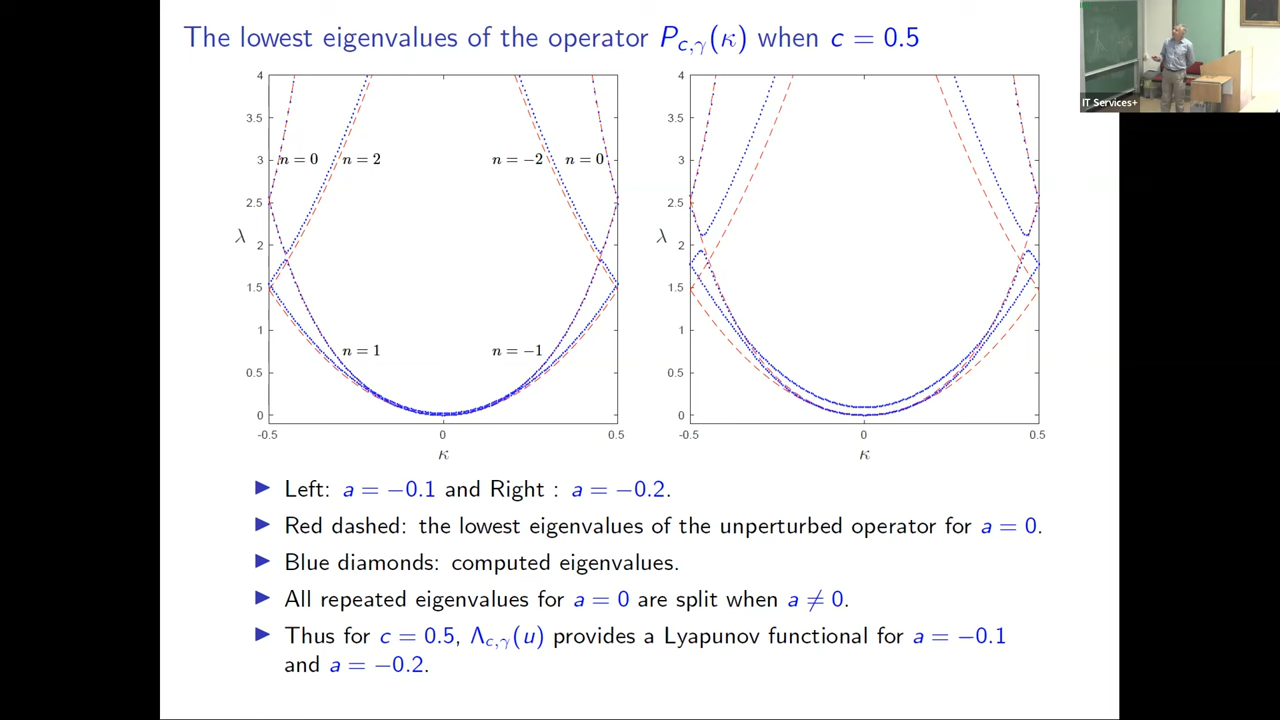 The lowest eigenvalues of the operator P_{c,γ}(κ) when c = 0.5
IT Services+
4
3.5
3
2.5
2
1.5
1
0.5
0
λ
n = 0
n = 2
n = −2
n = 0
n = 1
n = −1
-0.5
0
0.5
κ
4
3.5
3
2.5
2
1.5
1
0.5
0
λ
-0.5
0
0.5
κ
Left: a = −0.1 and Right : a = −0.2.
Red dashed: the lowest eigenvalues of the unperturbed operator for a = 0.
Blue diamonds: computed eigenvalues.
All repeated eigenvalues for a = 0 are split when a ≠ 0.
Thus for c = 0.5, Λ_{c,γ}(u) provides a Lyapunov functional for a = −0.1
and a = −0.2.